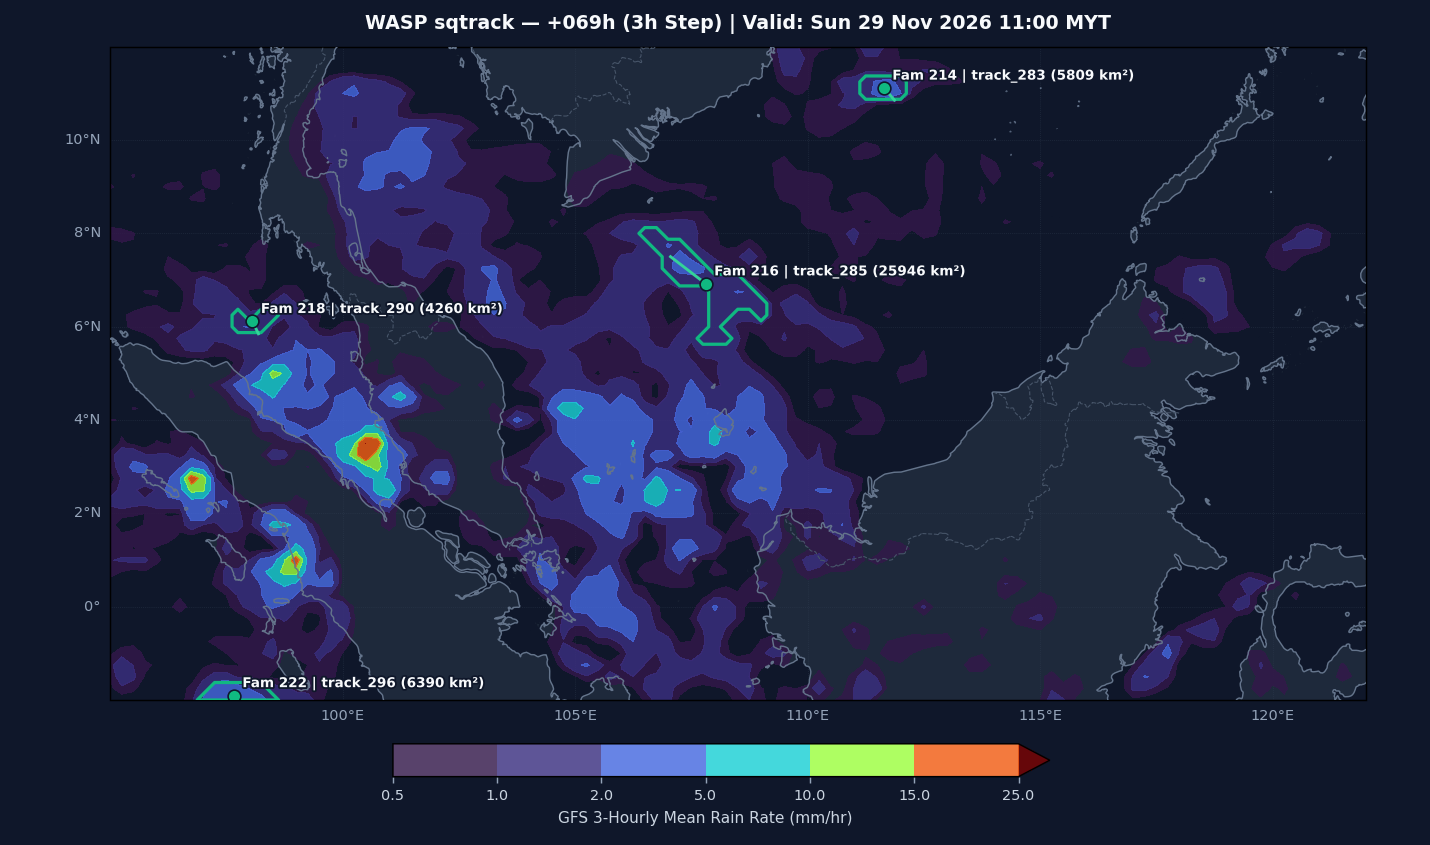 WASP sqtrack — +069h (3h Step) | Valid: Sun 29 Nov 2026 11:00 MYT
Fam 214 | track_283 (5809 km²)
10°N
8°N
Fam 216 | track_285 (25946 km²)
Fam 218 | track_290 (4260 km²)
6°N
4°N
2°N
0°
Fam 222 | track_296 (6390 km²)
100°E 105°E 110°E 115°E 120°E
0.5 1.0 2.0 5.0 10.0 15.0 25.0
GFS 3-Hourly Mean Rain Rate (mm/hr)